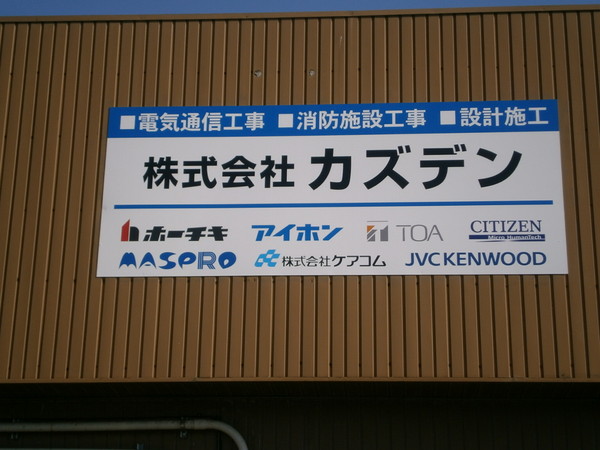 ■電気通信工事 ■消防施設工事 ■設計施工
株式会社 カズデン
ホーチキ アイホン TOA CITIZEN
Micro HumanTech
MASPRO 株式会社ケアコム JVCKENWOOD